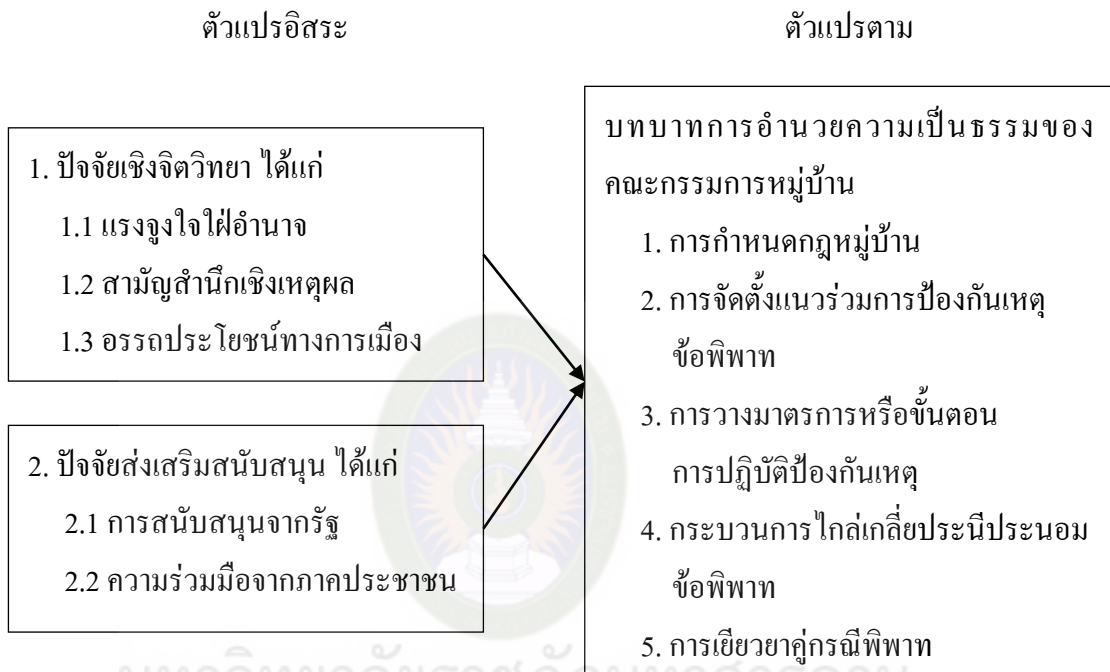 ตัวแปรอิสระ
ตัวแปรตาม
1. ปัจจัยเชิงจิตวิทยา ได้แก่
1.1 แรงจูงใจใฝ่อำนาจ
1.2 สามัญสำนึกเชิงเหตุผล
1.3 อรรถประโยชน์ทางการเมือง
2. ปัจจัยส่งเสริมสนับสนุน ได้แก่
2.1 การสนับสนุนจากรัฐ
2.2 ความร่วมมือจากภาคประชาชน
บทบาทการอำนวยความเป็นธรรมของ
คณะกรรมการหมู่บ้าน
1. การกำหนดกฎหมู่บ้าน
2. การจัดตั้งแนวร่วมการป้องกันเหตุ
ข้อพิพาท
3. การวางมาตรการหรือขั้นตอน
การปฏิบัติป้องกันเหตุ
4. กระบวนการไกล่เกลี่ยประนีประนอม
ข้อพิพาท
5. การเยียวยาคู่กรณีพิพาท